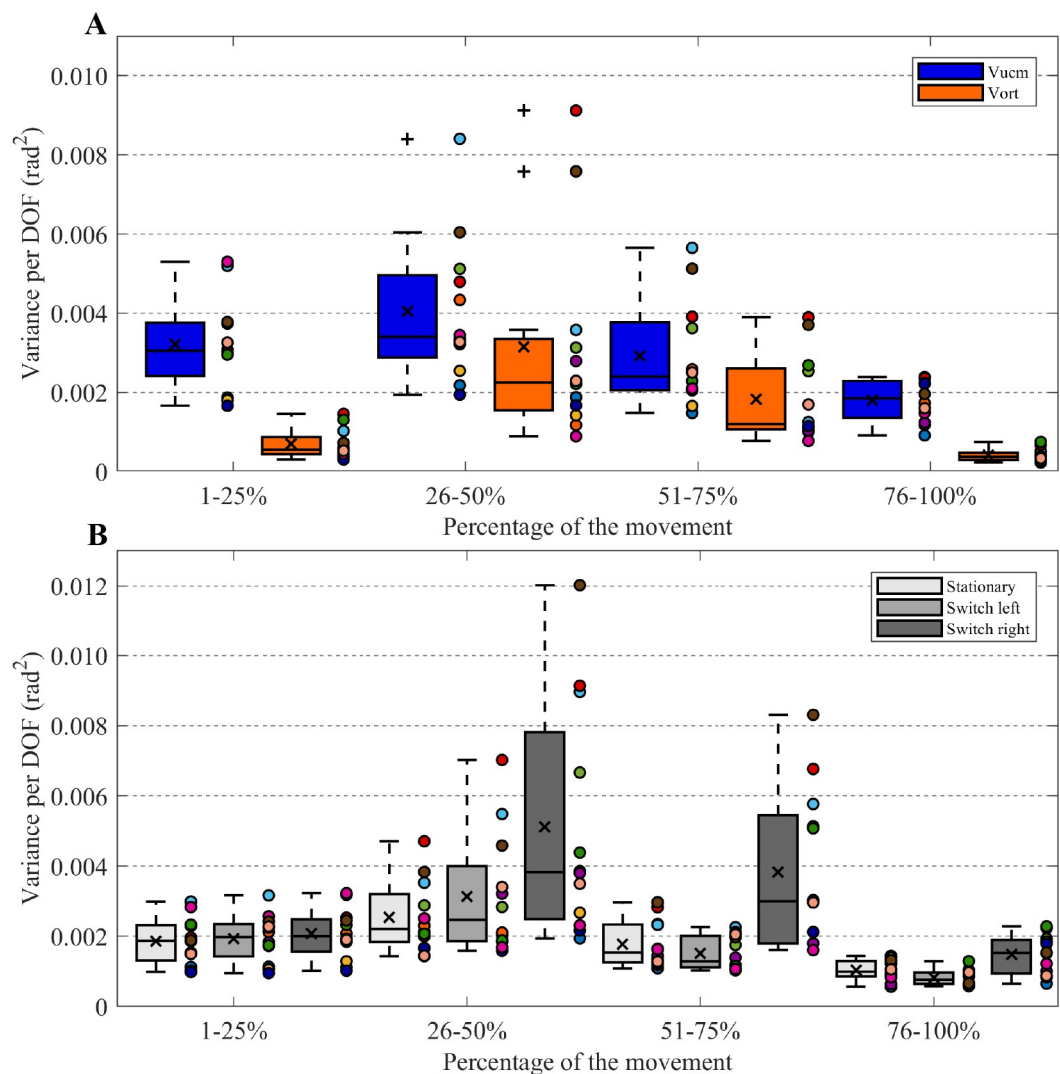 A
0.010
0.008
0.006
0.004
0.002
0
Variance per DOF (rad²)
Vucm
Vort
1-25%
26-50%
51-75%
76-100%
Percentage of the movement
B
0.012
0.010
0.008
0.006
0.004
0.002
0
Variance per DOF (rad²)
Stationary
Switch left
Switch right
1-25%
26-50%
51-75%
76-100%
Percentage of the movement